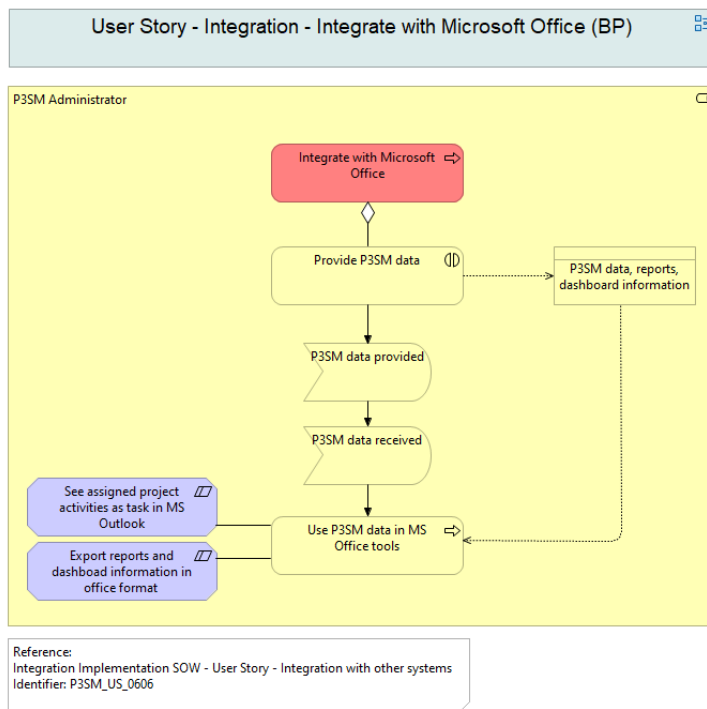 User Story - Integration - Integrate with Microsoft Office (BP)
P3SM Administrator
Integrate with Microsoft
Office
Provide P3SM data
P3SM data, reports,
dashboard information
P3SM data provided
P3SM data received
See assigned project
activities as task in MS
Outlook
Use P3SM data in MS
Office tools
Export reports and
dashboad information in
office format
Reference:
Integration Implementation SOW - User Story - Integration with other systems
Identifier: P3SM_US_0606